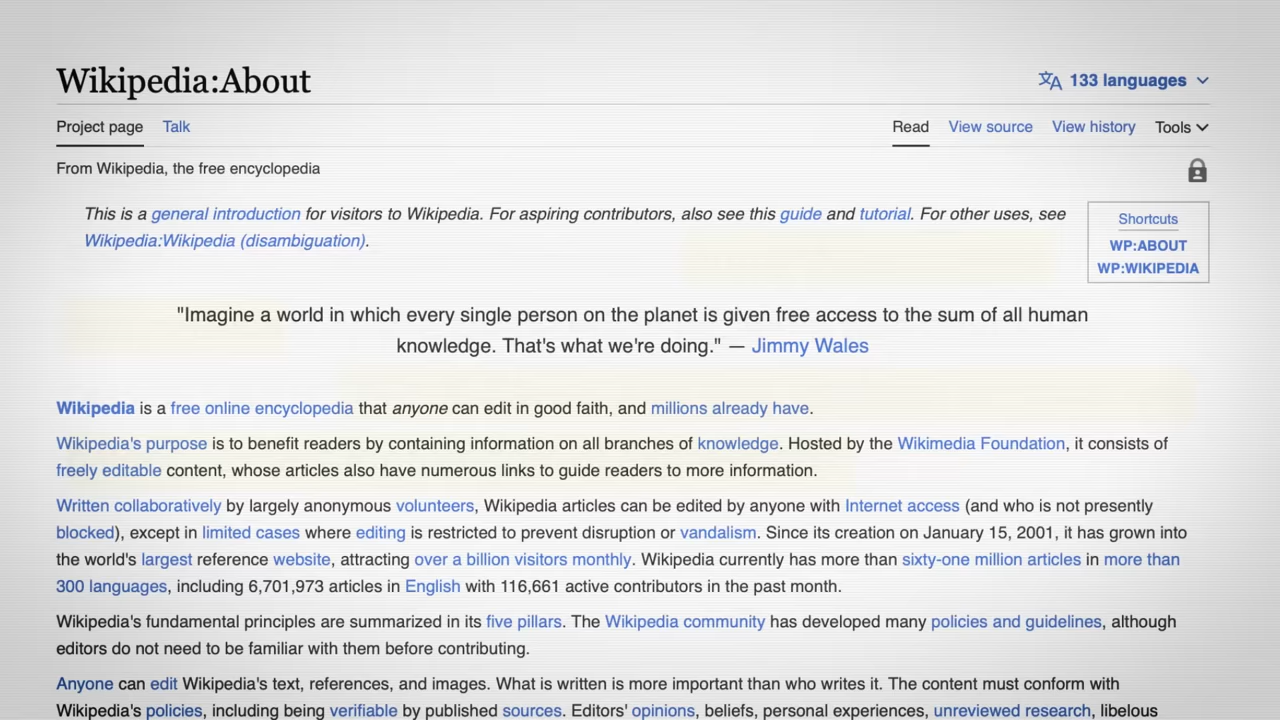 Wikipedia:About
133 languages
Project page Talk Read View source View history Tools
From Wikipedia, the free encyclopedia
This is a general introduction for visitors to Wikipedia. For aspiring contributors, also see this guide and tutorial. For other uses, see
Wikipedia:Wikipedia (disambiguation).
Shortcuts
WP:ABOUT
WP:WIKIPEDIA
"Imagine a world in which every single person on the planet is given free access to the sum of all human
knowledge. That's what we're doing." — Jimmy Wales
Wikipedia is a free online encyclopedia that anyone can edit in good faith, and millions already have.
Wikipedia's purpose is to benefit readers by containing information on all branches of knowledge. Hosted by the Wikimedia Foundation, it consists of
freely editable content, whose articles also have numerous links to guide readers to more information.
Written collaboratively by largely anonymous volunteers, Wikipedia articles can be edited by anyone with Internet access (and who is not presently
blocked), except in limited cases where editing is restricted to prevent disruption or vandalism. Since its creation on January 15, 2001, it has grown into
the world's largest reference website, attracting over a billion visitors monthly. Wikipedia currently has more than sixty-one million articles in more than
300 languages, including 6,701,973 articles in English with 116,661 active contributors in the past month.
Wikipedia's fundamental principles are summarized in its five pillars. The Wikipedia community has developed many policies and guidelines, although
editors do not need to be familiar with them before contributing.
Anyone can edit Wikipedia's text, references, and images. What is written is more important than who writes it. The content must conform with
Wikipedia's policies, including being verifiable by published sources. Editors' opinions, beliefs, personal experiences, unreviewed research, libelous